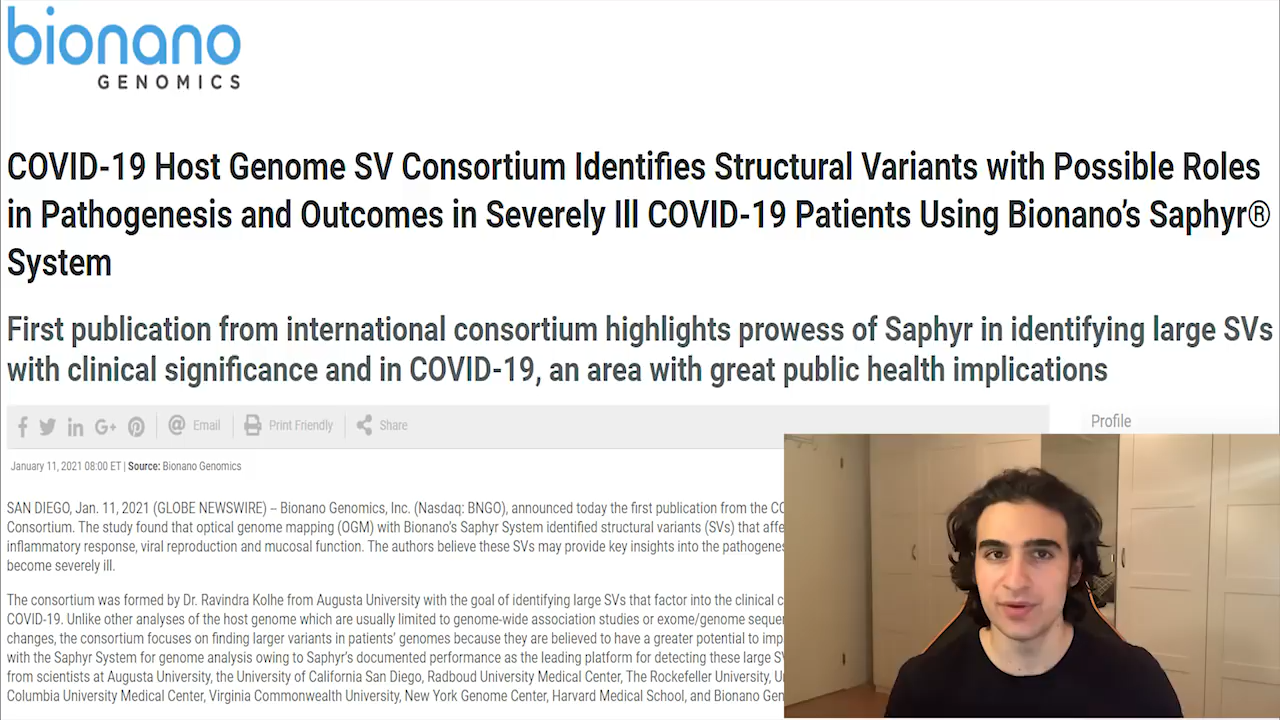 bionano
GENOMICS
COVID-19 Host Genome SV Consortium Identifies Structural Variants with Possible Roles
in Pathogenesis and Outcomes in Severely Ill COVID-19 Patients Using Bionano’s Saphyr®
System
First publication from international consortium highlights prowess of Saphyr in identifying large SVs
with clinical significance and in COVID-19, an area with great public health implications
Email
Print Friendly
Share
Profile
January 11, 2021 08:00 ET | Source: Bionano Genomics
SAN DIEGO, Jan. 11, 2021 (GLOBE NEWSWIRE) -- Bionano Genomics, Inc. (Nasdaq: BNGO), announced today the first publication from the CO
Consortium. The study found that optical genome mapping (OGM) with Bionano’s Saphyr System identified structural variants (SVs) that affe
inflammatory response, viral reproduction and mucosal function. The authors believe these SVs may provide key insights into the pathogenes
become severely ill.
The consortium was formed by Dr. Ravindra Kolhe from Augusta University with the goal of identifying large SVs that factor into the clinical c
COVID-19. Unlike other analyses of the host genome which are usually limited to genome-wide association studies or exome/genome sequen
changes, the consortium focuses on finding larger variants in patients’ genomes because they are believed to have a greater potential to imp
with the Saphyr System for genome analysis owing to Saphyr’s documented performance as the leading platform for detecting these large SV
from scientists at Augusta University, the University of California San Diego, Radboud University Medical Center, The Rockefeller University, U
Columbia University Medical Center, Virginia Commonwealth University, New York Genome Center, Harvard Medical School, and Bionano Gen